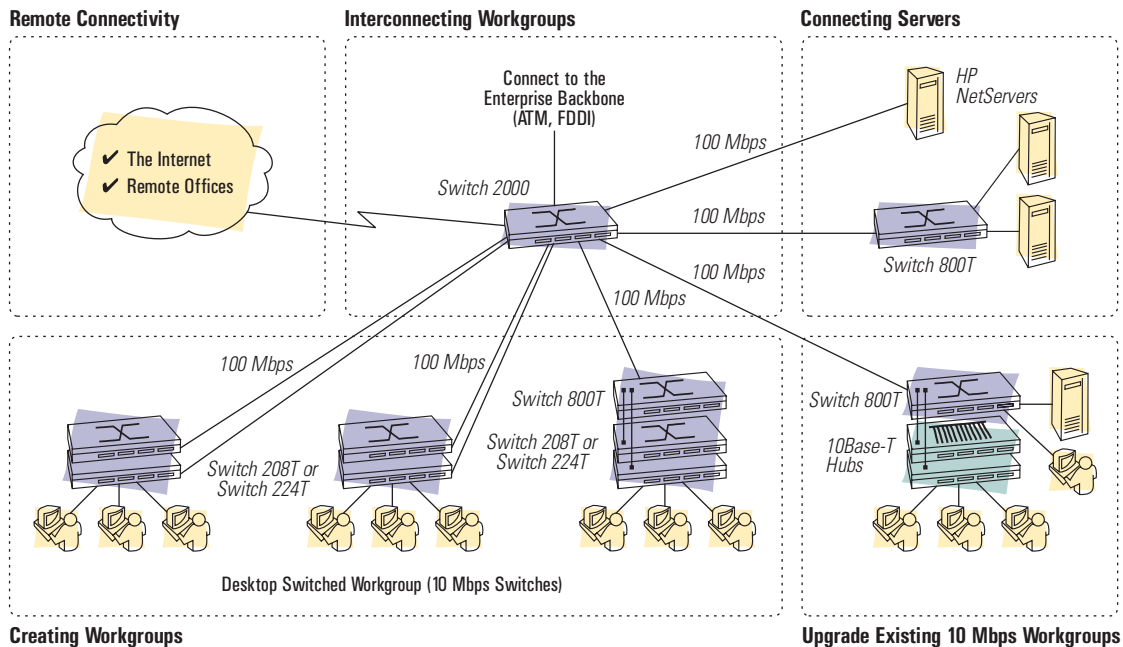 Remote Connectivity
Interconnecting Workgroups
Connecting Servers
Connect to the
Enterprise Backbone
(ATM, FDDI)
HP
NetServers
✔ The Internet
✔ Remote Offices
Switch 2000
100 Mbps
100 Mbps
Switch 800T
100 Mbps
100 Mbps
100 Mbps
100 Mbps
Switch 800T
Switch 208T or
Switch 224T
Switch 208T or
Switch 224T
Switch 800T
10Base-T
Hubs
Desktop Switched Workgroup (10 Mbps Switches)
Creating Workgroups
Upgrade Existing 10 Mbps Workgroups